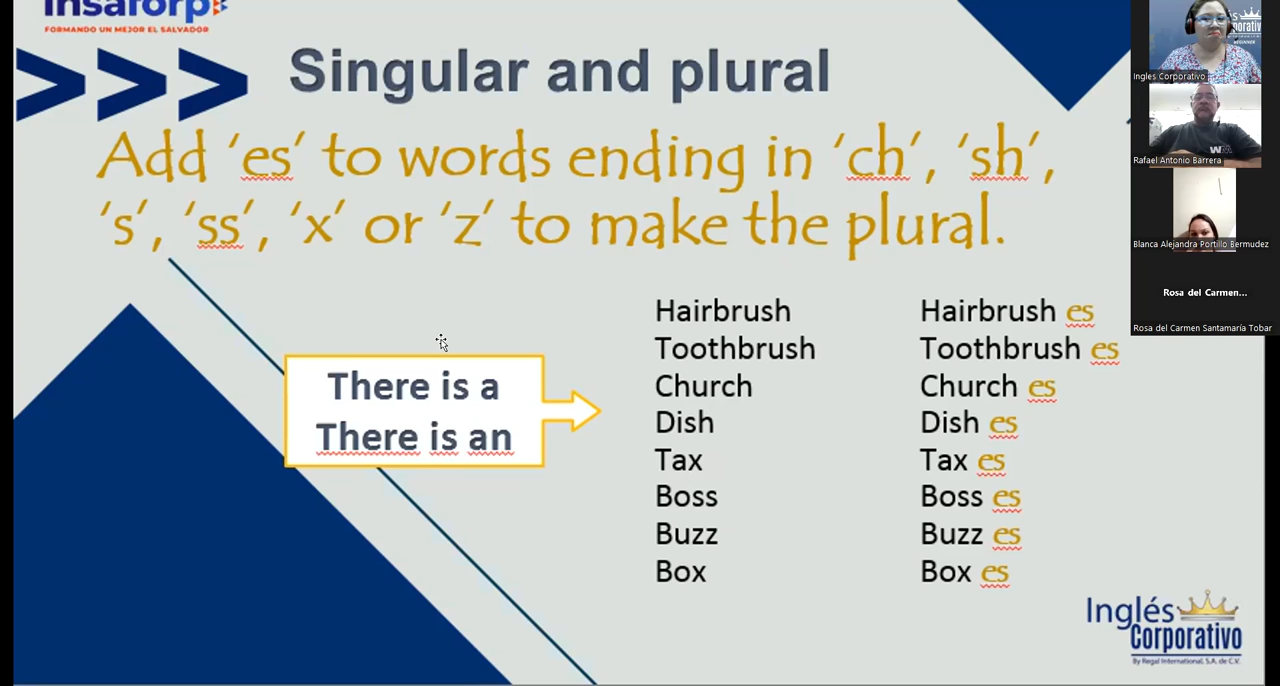 Insaforp
FORMANDO UN MEJOR EL SALVADOR
Singular and plural
Add ‘es’ to words ending in ‘ch’, ‘sh’,
‘s’, ‘ss’, ‘x’ or ‘z’ to make the plural.
There is a
There is an
Hairbrush Hairbrush es
Toothbrush Toothbrush es
Church Church es
Dish Dish es
Tax Tax es
Boss Boss es
Buzz Buzz es
Box Box es
Inglés
Corporativo
By Regal International, S.A. de C.V.
Ingles Corporativo
Rafael Antonio Barrera
Blanca Alejandra Portillo Bermudez
Rosa del Carmen...
Rosa del Carmen Santamaría Tobar